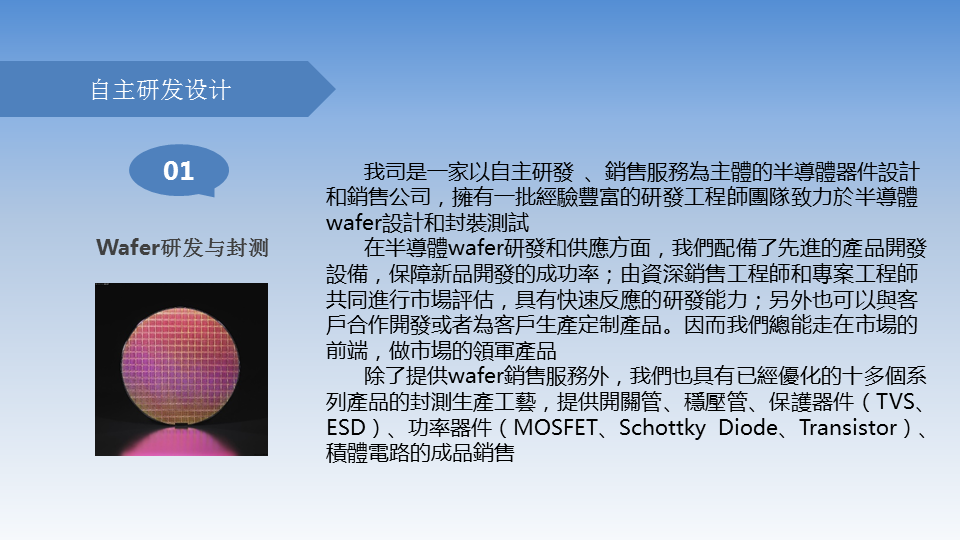 自主研发设计
01
Wafer研发与封测
我司是一家以自主研發 、銷售服務為主體的半導體器件設計
和銷售公司，擁有一批經驗豐富的研發工程師團隊致力於半導體
wafer設計和封裝測試
在半導體wafer研發和供應方面，我們配備了先進的產品開發
設備，保障新品開發的成功率；由資深銷售工程師和專案工程師
共同進行市場評估，具有快速反應的研發能力；另外也可以與客
戶合作開發或者為客戶生產定制產品。因而我們總能走在市場的
前端，做市場的領軍產品
除了提供wafer銷售服務外，我們也具有已經優化的十多個系
列產品的封測生產工藝，提供開關管、穩壓管、保護器件（TVS、
ESD）、功率器件（MOSFET、Schottky Diode、Transistor）、
積體電路的成品銷售